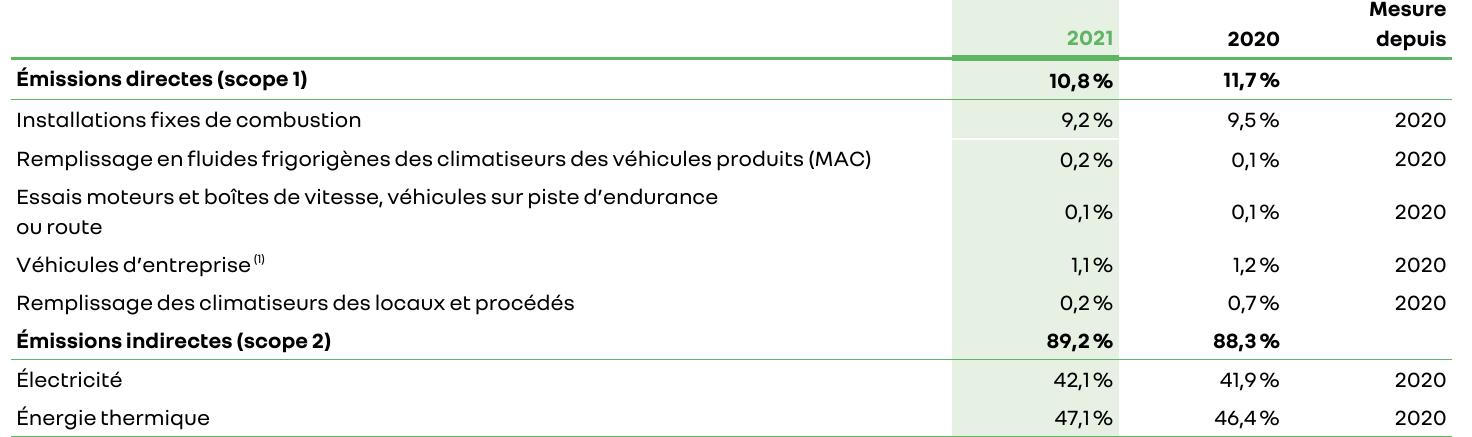 Mesure
2021 2020 depuis
Émissions directes (scope 1) 10,8 % 11,7 %
Installations fixes de combustion 9,2 % 9,5 % 2020
Remplissage en fluides frigorigènes des climatiseurs des véhicules produits (MAC) 0,2 % 0,1 % 2020
Essais moteurs et boîtes de vitesse, véhicules sur piste d’endurance
ou route 0,1 % 0,1 % 2020
Véhicules d’entreprise (1) 1,1 % 1,2 % 2020
Remplissage des climatiseurs des locaux et procédés 0,2 % 0,7 % 2020
Émissions indirectes (scope 2) 89,2 % 88,3 %
Électricité 42,1 % 41,9 % 2020
Énergie thermique 47,1 % 46,4 % 2020